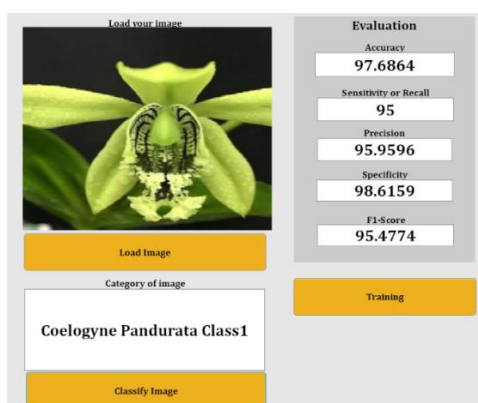 Load your image
Load Image
Category of image
Coelogyne Pandurata Class1
Classify Image
Evaluation
Accuracy
97.6864
Sensitivity or Recall
95
Precision
95.9596
Specificity
98.6159
F1-Score
95.4774
Training